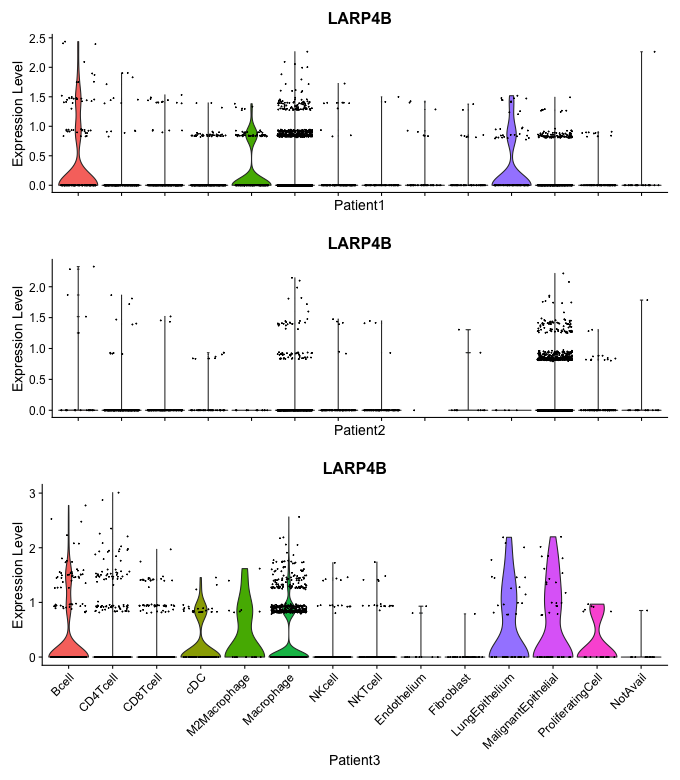 LARP4B
Expression Level
2.5
2.0
1.5
1.0
0.5
0.0
Patient1
LARP4B
Expression Level
2.0
1.5
1.0
0.5
0.0
Patient2
LARP4B
Expression Level
3
2
1
0
Bcell
CD4Tcell
CD8Tcell
cDC
M2Macrophage
Macrophage
NKcell
NKTcell
Endothelium
Fibroblast
LungEpithelium
MalignantEpithelial
ProliferatingCell
NotAvail
Patient3